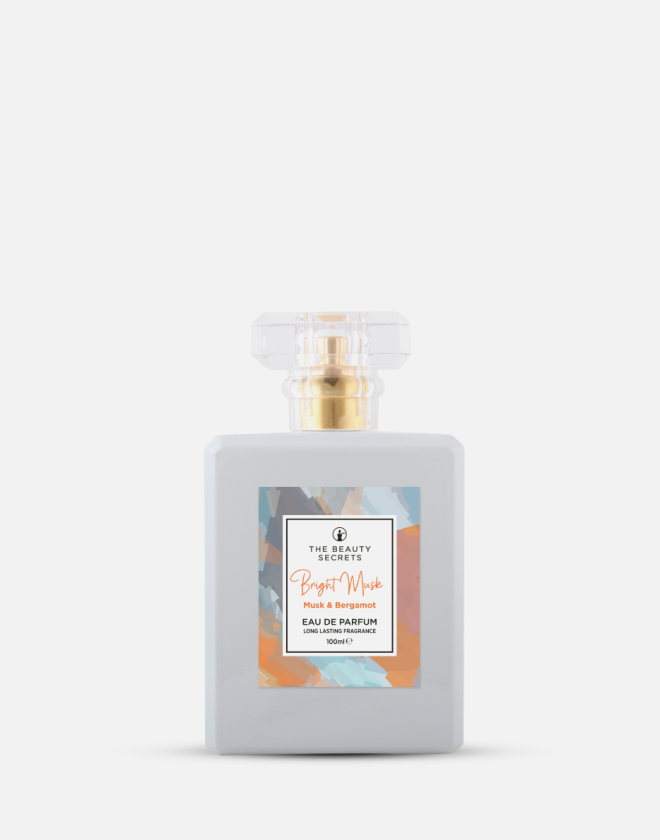 THE BEAUTY
SECRETS
Bright Musk
Musk & Bergamot
EAU DE PARFUM
LONG LASTING FRAGRANCE
100ml ℮